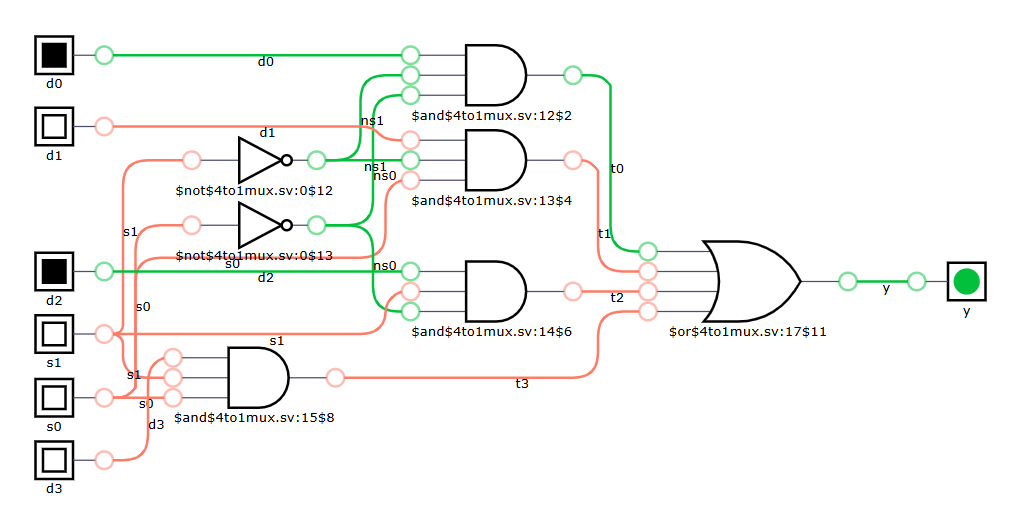 d0
d0
$and$4to1mux.sv:12$2
ns1
d1
d1
t0
ns1
ns0
$not$4to1mux.sv:0$12
$and$4to1mux.sv:13$4
s1
t1
$not$4to1mux.sv:0$13
s0
ns0
d2
d2
y
t2
s0
y
$and$4to1mux.sv:14$6
$or$4to1mux.sv:17$11
s1
s1
s1
t3
s0
$and$4to1mux.sv:15$8
s0
d3
d3